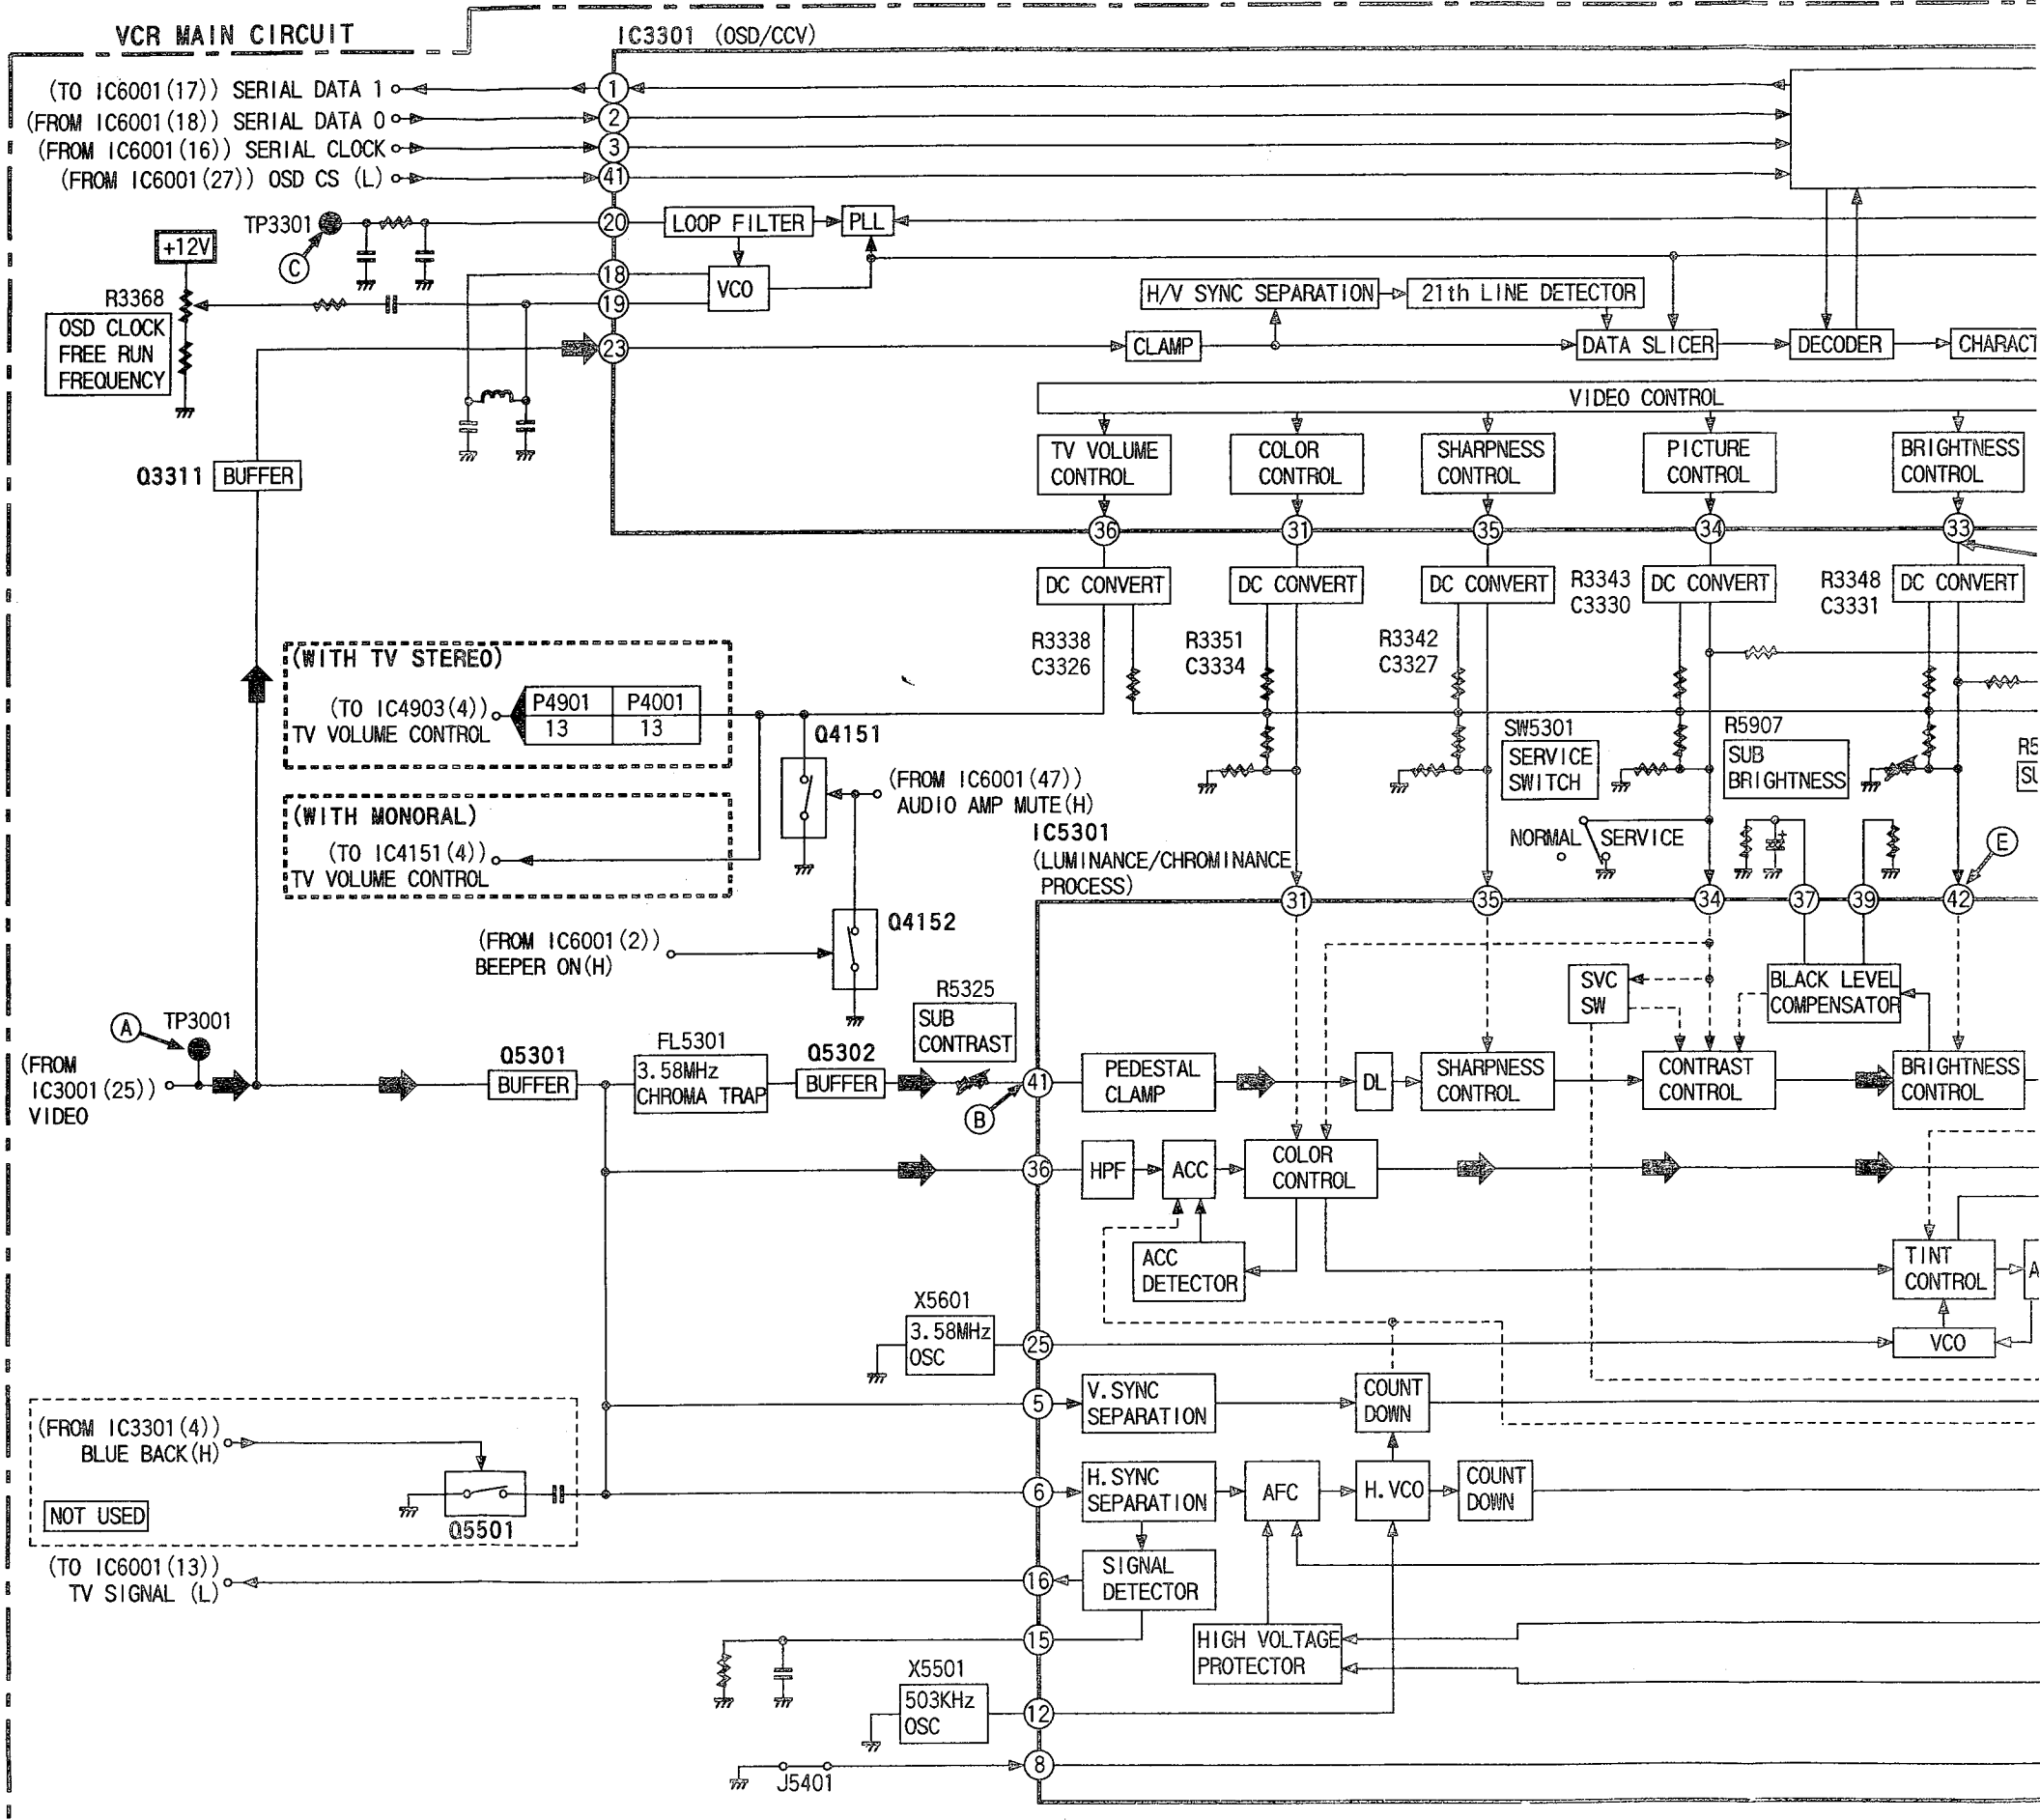 VCR MAIN CIRCUIT
IC3301 (OSD/CCV)
(TO IC6001(17)) SERIAL DATA 1
1
(FROM IC6001(18)) SERIAL DATA 0
2
(FROM IC6001(16)) SERIAL CLOCK
3
(FROM IC6001(27)) OSD CS (L)
41
TP3301
20
LOOP FILTER
PLL
+12V
C
18
VCO
R3368
19
H/V SYNC SEPARATION
21th LINE DETECTOR
OSD CLOCK
FREE RUN
FREQUENCY
23
CLAMP
DATA SLICER
DECODER
CHARACT
VIDEO CONTROL
TV VOLUME
CONTROL
COLOR
CONTROL
SHARPNESS
CONTROL
PICTURE
CONTROL
BRIGHTNESS
CONTROL
Q3311
BUFFER
36
31
35
34
33
DC CONVERT
DC CONVERT
DC CONVERT
R3343
C3330
DC CONVERT
R3348
C3331
DC CONVERT
R3338
C3326
R3351
C3334
R3342
C3327
(WITH TV STEREO)
(TO IC4903(4))
TV VOLUME CONTROL
P4901
P4001
13
13
Q4151
SW5301
SERVICE
SWITCH
R5907
SUB
BRIGHTNESS
R5
SU
(FROM IC6001(47))
AUDIO AMP MUTE(H)
(WITH MONORAL)
(TO IC4151(4))
TV VOLUME CONTROL
IC5301
(LUMINANCE/CHROMINANCE
PROCESS)
NORMAL
SERVICE
E
31
35
34
37
39
42
Q4152
(FROM IC6001(2))
BEEPER ON(H)
R5325
SUB
CONTRAST
SVC
SW
BLACK LEVEL
COMPENSATOR
A
TP3001
(FROM
IC3001(25))
VIDEO
Q5301
BUFFER
FL5301
3.58MHz
CHROMA TRAP
Q5302
BUFFER
B
41
PEDESTAL
CLAMP
DL
SHARPNESS
CONTROL
CONTRAST
CONTROL
BRIGHTNESS
CONTROL
36
HPF
ACC
COLOR
CONTROL
ACC
DETECTOR
TINT
CONTROL
A
X5601
3.58MHz
OSC
25
VCO
5
V.SYNC
SEPARATION
COUNT
DOWN
(FROM IC3301(4))
BLUE BACK(H)
NOT USED
Q5501
6
H.SYNC
SEPARATION
AFC
H.VCO
COUNT
DOWN
(TO IC6001(13))
TV SIGNAL (L)
16
SIGNAL
DETECTOR
15
HIGH VOLTAGE
PROTECTOR
X5501
503KHz
OSC
12
J5401
8